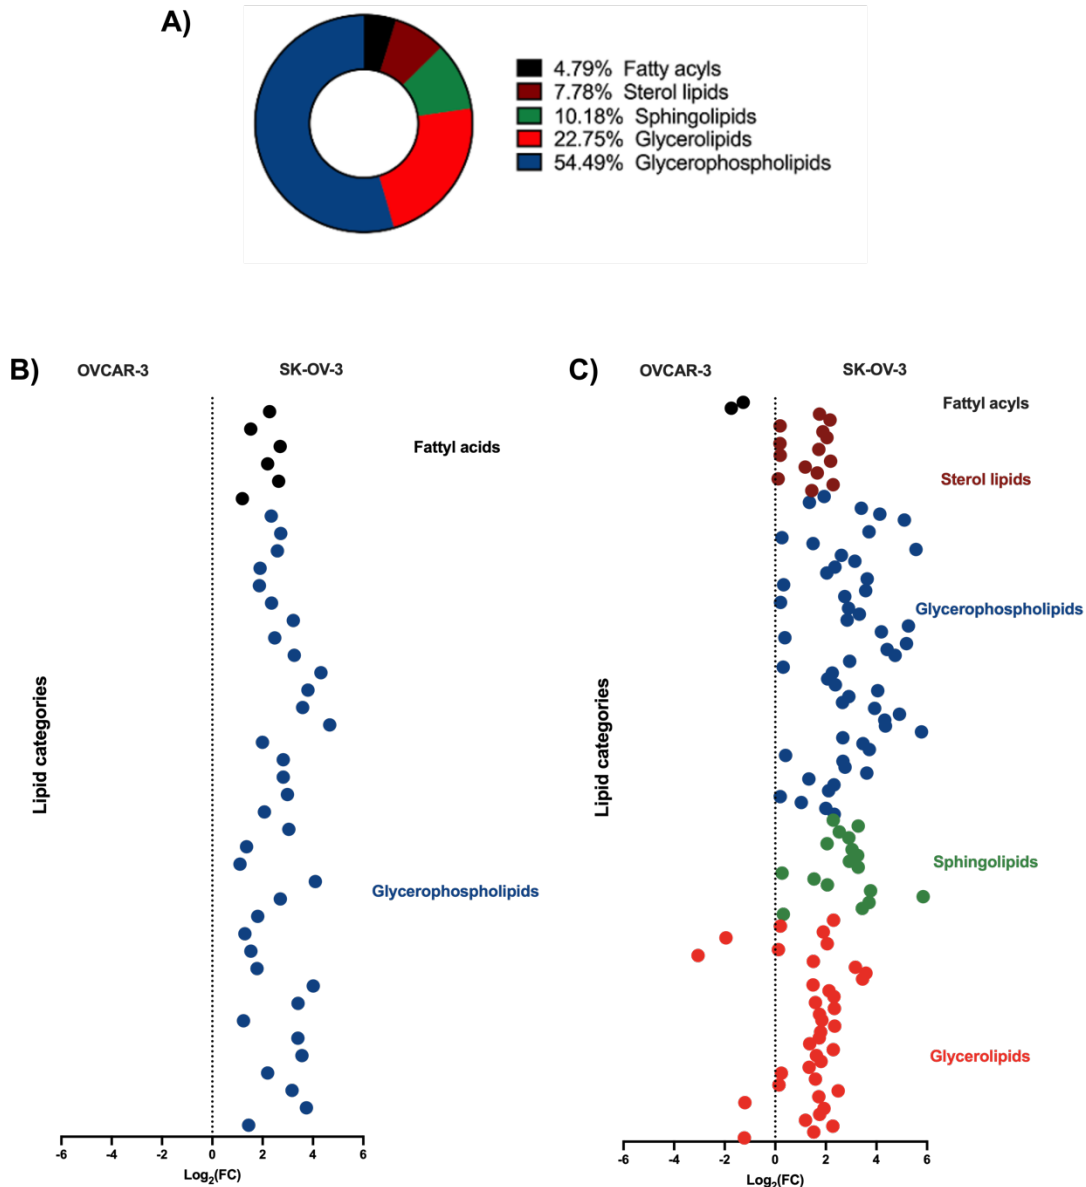 A)
4.79% Fatty acyls
7.78% Sterol lipids
10.18% Sphingolipids
22.75% Glycerolipids
54.49% Glycerophospholipids
B)
OVCAR-3
SK-OV-3
Fattyl acids
Glycerophospholipids
Lipid categories
-6 -4 -2 0 2 4 6
Log2(FC)
C)
OVCAR-3
SK-OV-3
Fattyl acyls
Sterol lipids
Glycerophospholipids
Sphingolipids
Glycerolipids
Lipid categories
-6 -4 -2 0 2 4 6
Log2(FC)